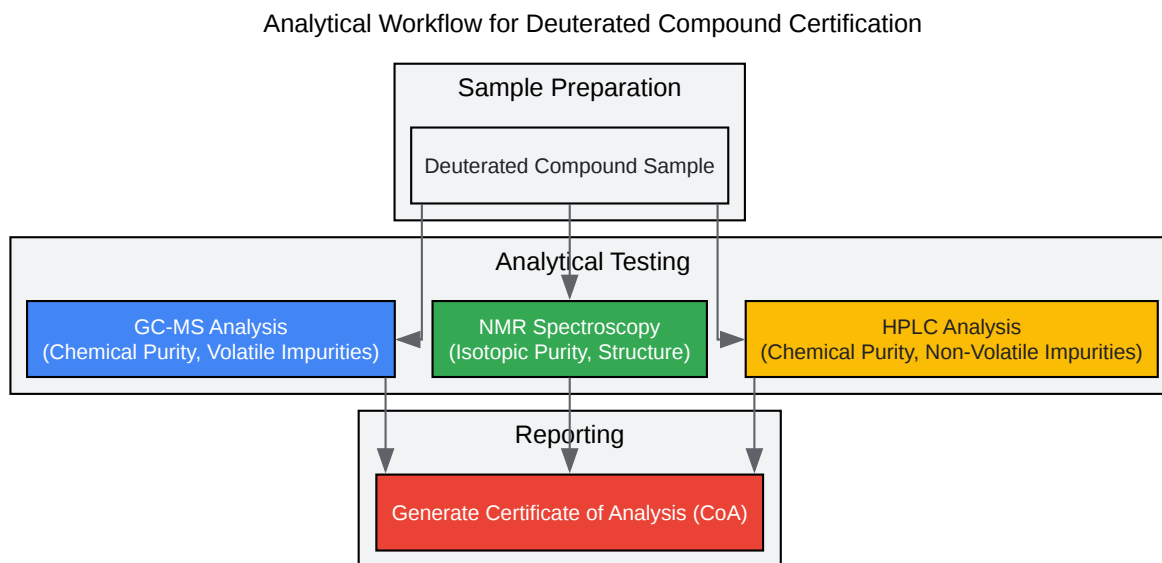 Analytical Workflow for Deuterated Compound Certification
Sample Preparation
Deuterated Compound Sample
Analytical Testing
GC-MS Analysis
(Chemical Purity, Volatile Impurities)
NMR Spectroscopy
(Isotopic Purity, Structure)
HPLC Analysis
(Chemical Purity, Non-Volatile Impurities)
Reporting
Generate Certificate of Analysis (CoA)